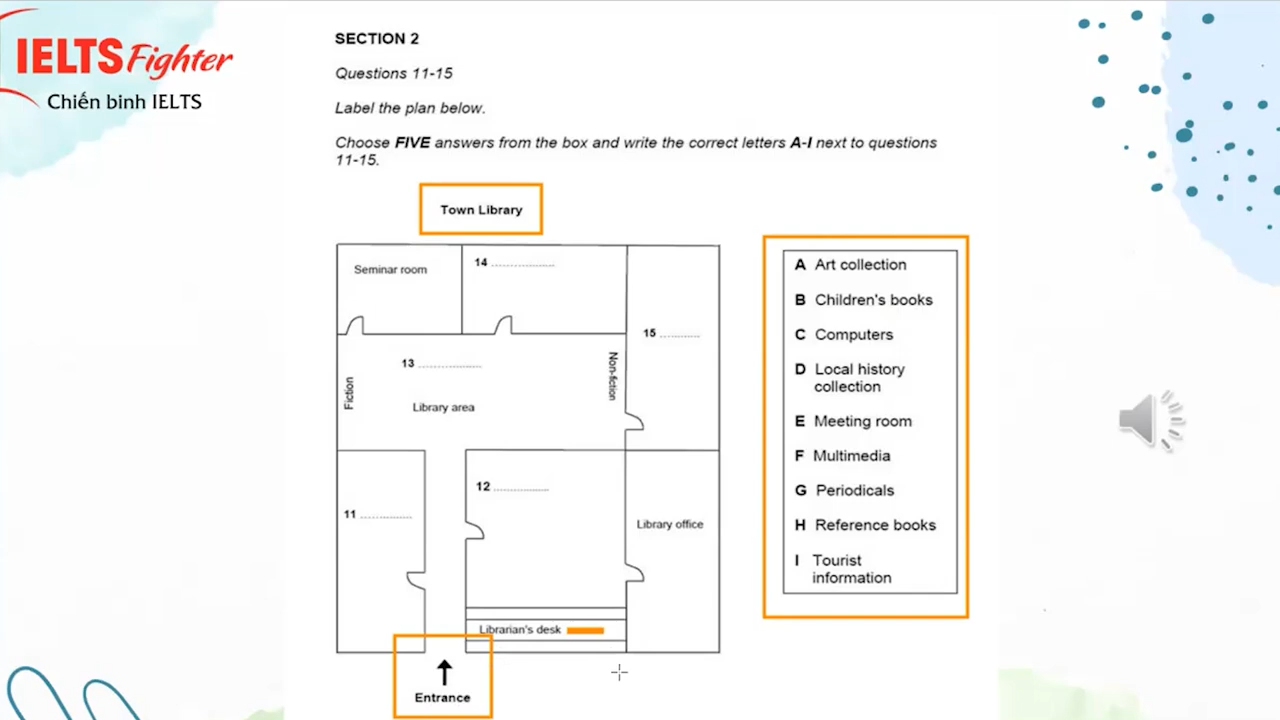 IELTS Fighter
Chiến binh IELTS
SECTION 2
Questions 11-15
Label the plan below.
Choose FIVE answers from the box and write the correct letters A-I next to questions
11-15.
Town Library
Seminar room
14 ....................
15 ....................
13 ....................
Fiction
Non-fiction
Library area
12 ....................
11 ....................
Library office
Librarian's desk
Entrance
A Art collection
B Children's books
C Computers
D Local history
collection
E Meeting room
F Multimedia
G Periodicals
H Reference books
I Tourist
information